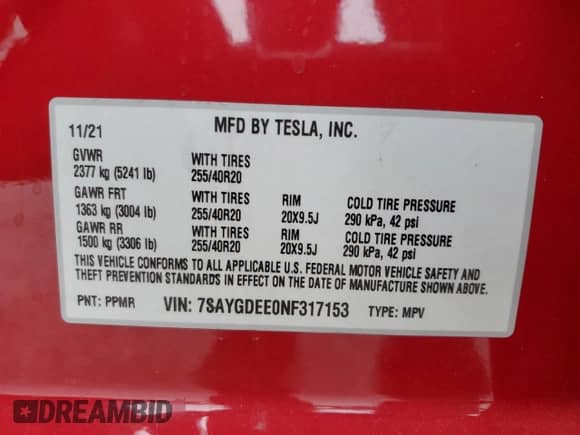 11/21 MFD BY TESLA, INC.
GVWR WITH TIRES
2377 kg (5241 lb) 255/40R20
GAWR FRT WITH TIRES RIM COLD TIRE PRESSURE
1363 kg (3004 lb) 255/40R20 20X9.5J 290 kPa, 42 psi
GAWR RR WITH TIRES RIM COLD TIRE PRESSURE
1500 kg (3306 lb) 255/40R20 20X9.5J 290 kPa, 42 psi
THIS VEHICLE CONFORMS TO ALL APPLICABLE U.S. FEDERAL MOTOR VEHICLE SAFETY AND
THEFT PREVENTION STANDARDS IN EFFECT ON THE DATE OF MANUFACTURE SHOWN ABOVE.
PNT: PPMR VIN: 7SAYGDEE0NF317153 TYPE: MPV
DREAMBID